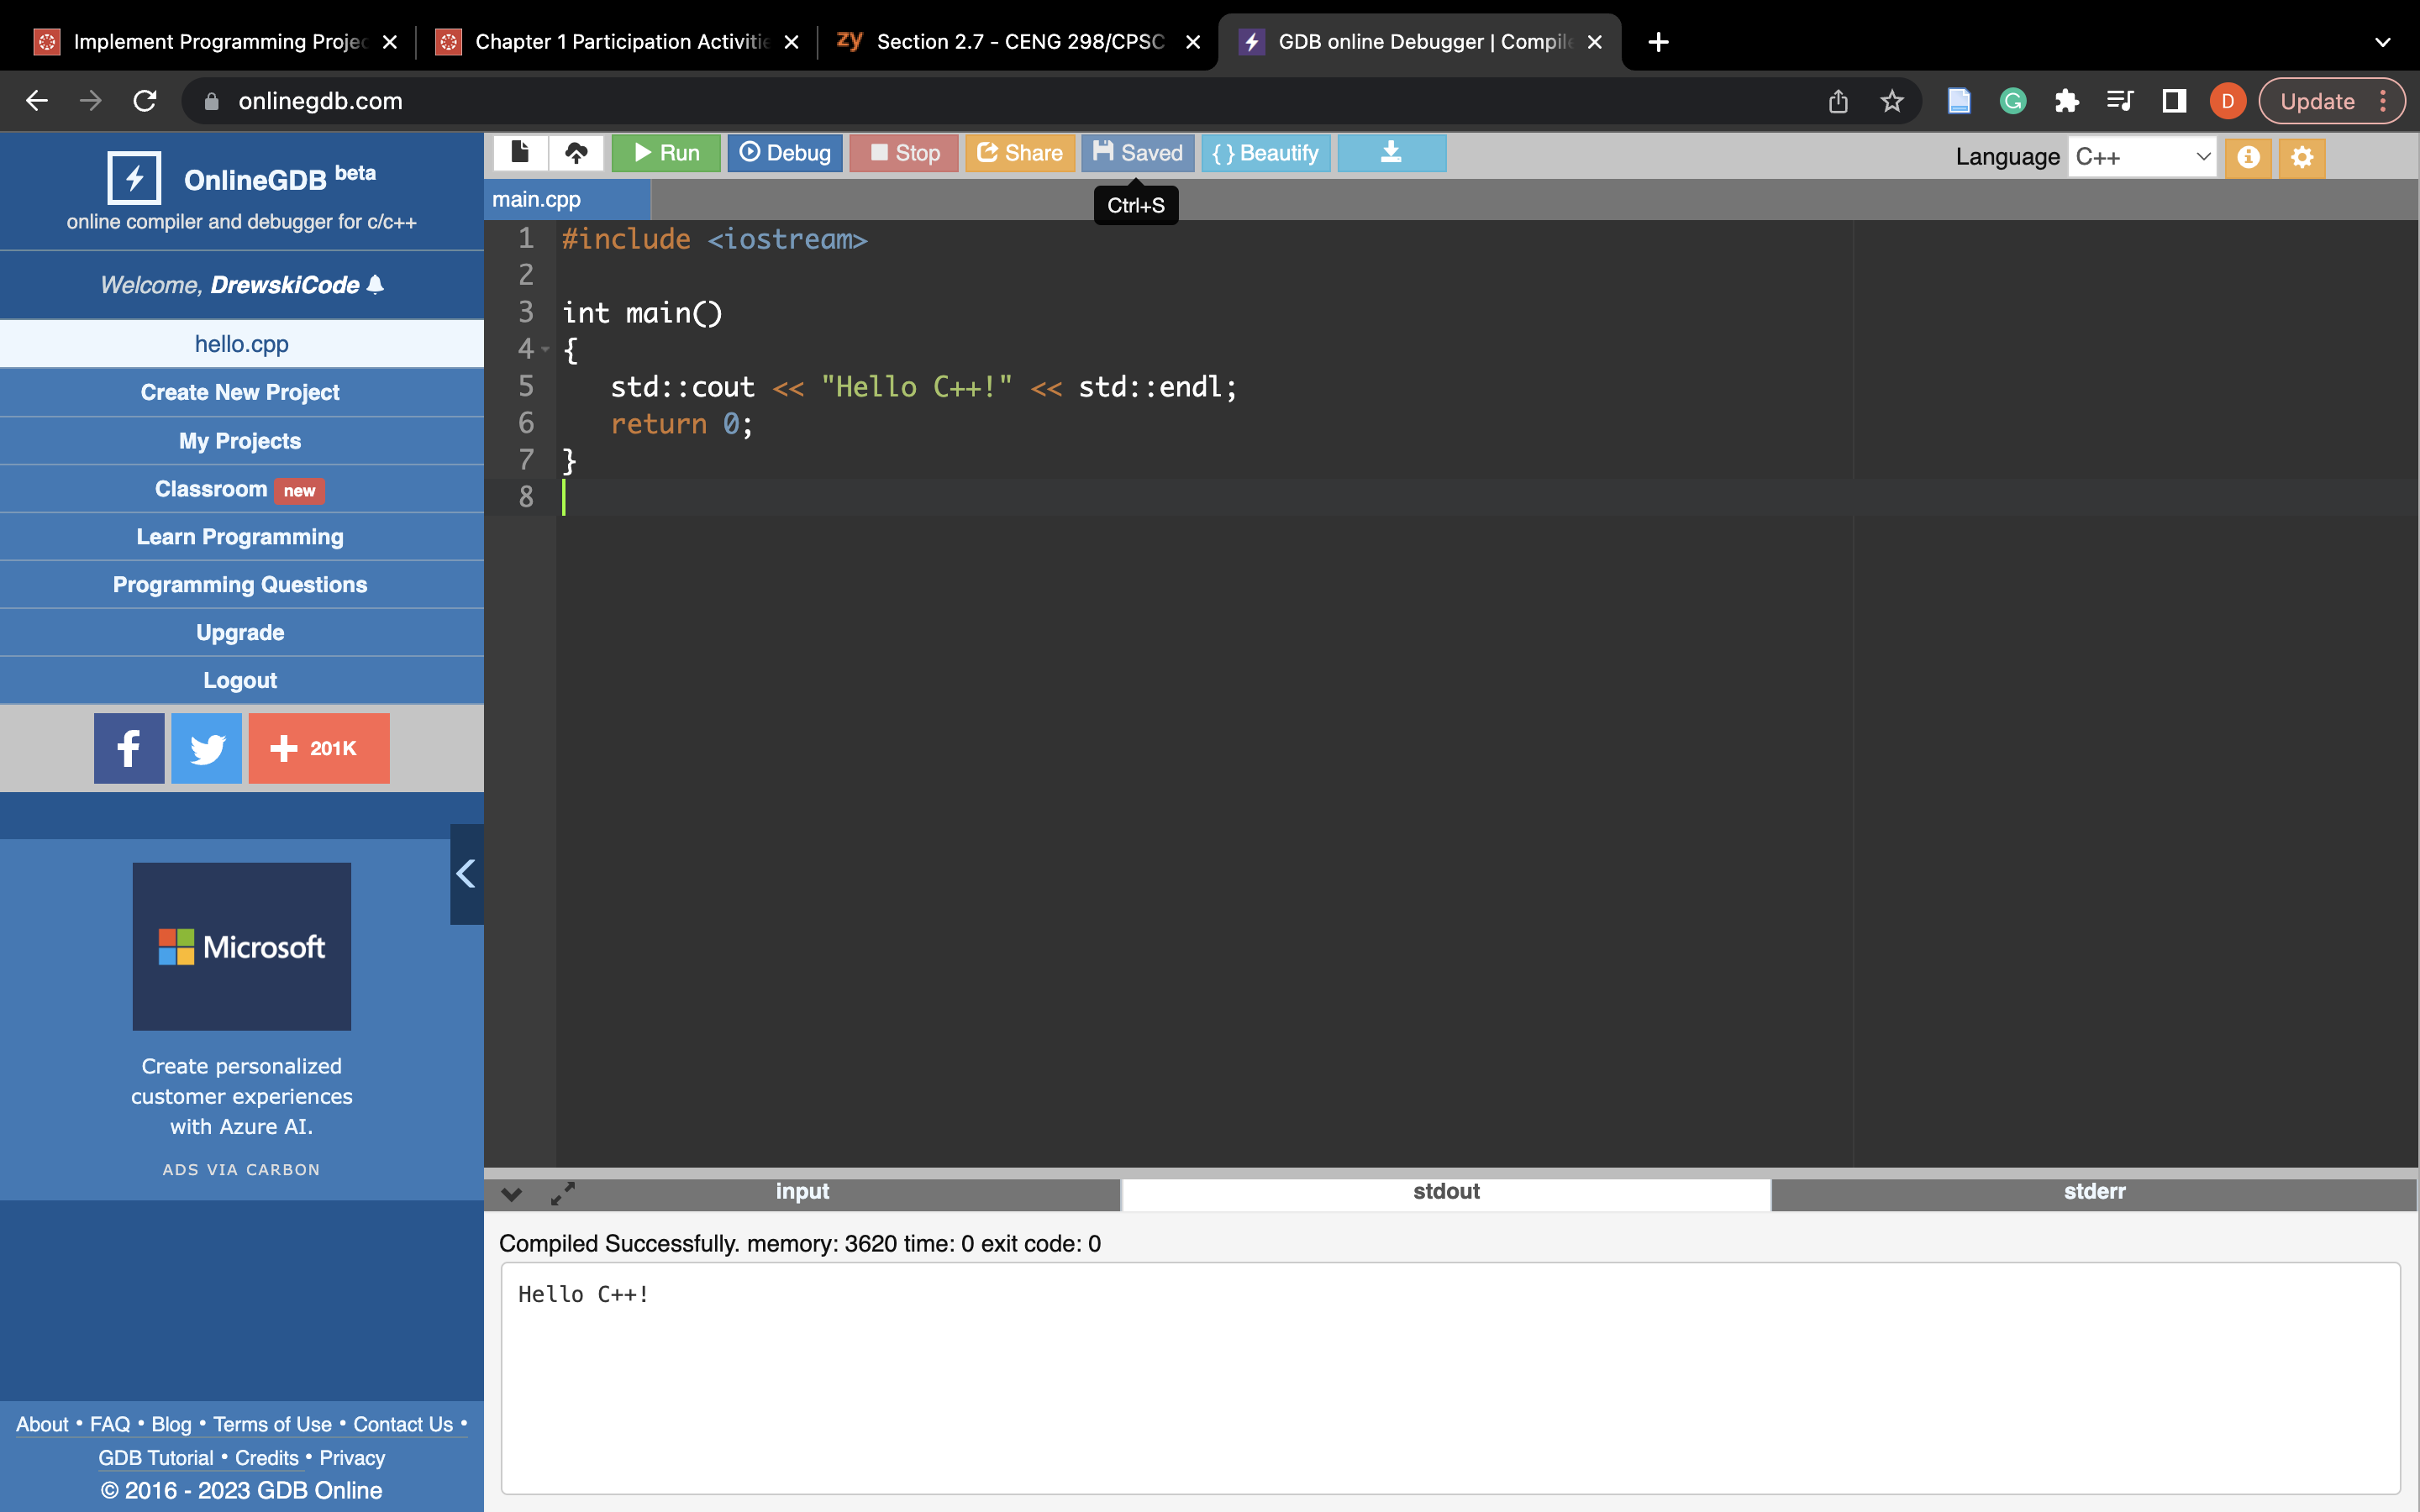 Implement Programming Projec
Chapter 1 Participation Activitie
zy Section 2.7 - CENG 298/CPSC
GDB online Debugger | Compile
onlinegdb.com
G
D
Update
OnlineGDB beta
online compiler and debugger for c/c++
Welcome, DrewskiCode
hello.cpp
Create New Project
My Projects
Classroom new
Learn Programming
Programming Questions
Upgrade
Logout
f
201K
Microsoft
Create personalized
customer experiences
with Azure AI.
ADS VIA CARBON
About • FAQ • Blog • Terms of Use • Contact Us •
GDB Tutorial • Credits • Privacy
© 2016 - 2023 GDB Online
Run
Debug
Stop
Share
Saved
{ } Beautify
Language C++
main.cpp
Ctrl+S
1 #include <iostream>
2
3 int main()
4 {
5 std::cout << "Hello C++!" << std::endl;
6 return 0;
7 }
8
input
stdout
stderr
Compiled Successfully. memory: 3620 time: 0 exit code: 0
Hello C++!